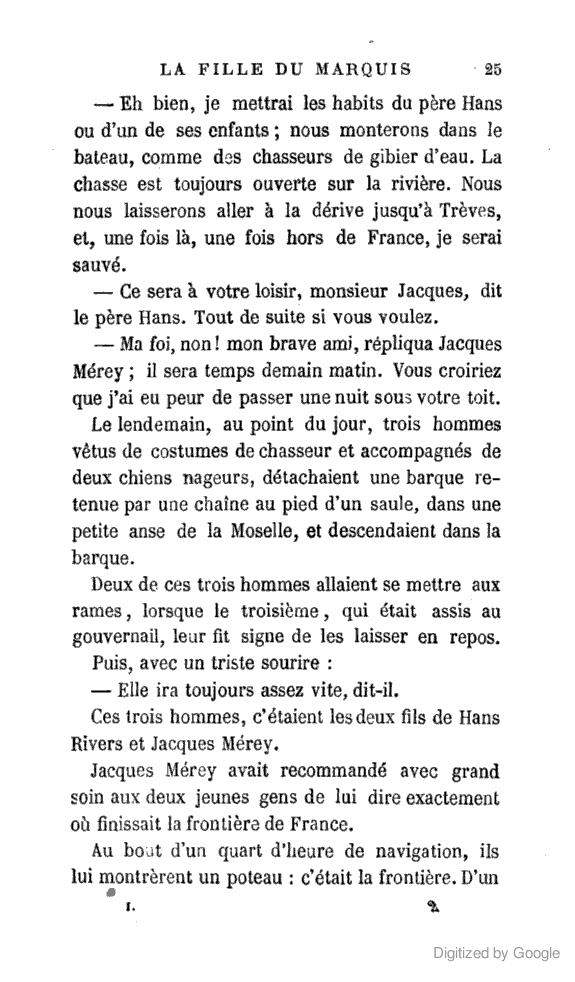 LA FILLE DU MARQUIS 25
— Eh bien, je mettrai les habits du père Hans
ou d'un de ses enfants ; nous monterons dans le
bateau, comme des chasseurs de gibier d'eau. La
chasse est toujours ouverte sur la rivière. Nous
nous laisserons aller à la dérive jusqu'à Trèves,
et, une fois là, une fois hors de France, je serai
sauvé.
— Ce sera à votre loisir, monsieur Jacques, dit
le père Hans. Tout de suite si vous voulez.
— Ma foi, non ! mon brave ami, répliqua Jacques
Mérey ; il sera temps demain matin. Vous croiriez
que j'ai eu peur de passer une nuit sous votre toit.
Le lendemain, au point du jour, trois hommes
vêtus de costumes de chasseur et accompagnés de
deux chiens nageurs, détachaient une barque re-
tenue par une chaîne au pied d'un saule, dans une
petite anse de la Moselle, et descendaient dans la
barque.
Deux de ces trois hommes allaient se mettre aux
rames, lorsque le troisième, qui était assis au
gouvernail, leur fit signe de les laisser en repos.
Puis, avec un triste sourire :
— Elle ira toujours assez vite, dit-il.
Ces trois hommes, c'étaient les deux fils de Hans
Rivers et Jacques Mérey.
Jacques Mérey avait recommandé avec grand
soin aux deux jeunes gens de lui dire exactement
où finissait la frontière de France.
Au bout d'un quart d'heure de navigation, ils
lui montrèrent un poteau : c'était la frontière. D'un
I. 2
Digitized by Google